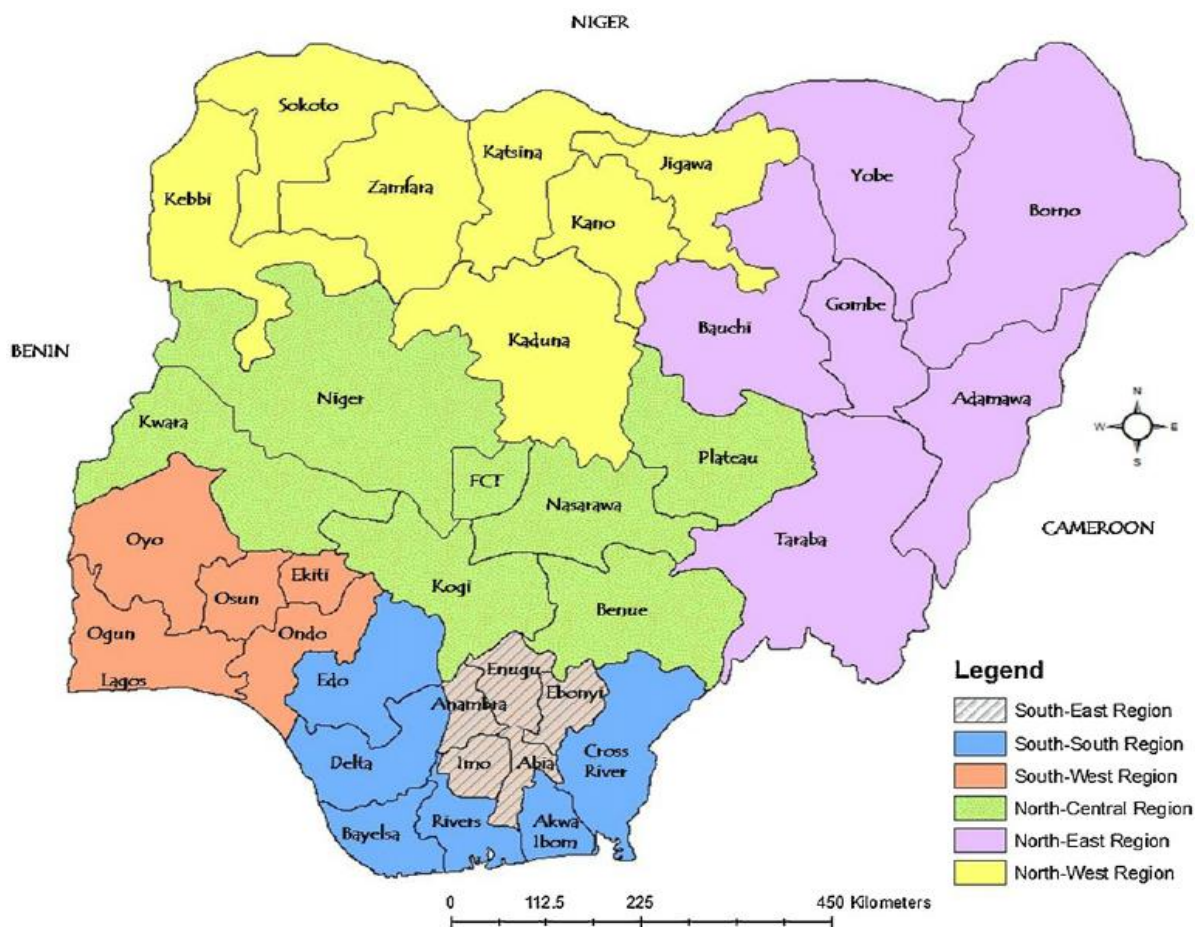 NIGER
Sokoto
Katsina
Jigawa
Yobe
Kebbi
Zamfara
Kano
Borno
Gombe
Bauchi
Kaduna
BENIN
Niger
Adamawa
Kwara
N
W
E
S
Plateau
FCT
Nasarawa
CAMEROON
Oyo
Taraba
Ekiti
Kogi
Osun
Benue
Ogun
Ondo
Lagos
Edo
Enugu
Ebonyi
Anambra
Delta
Imo
Abia
Cross
River
Bayelsa
Rivers
Akwa
Ibom
Legend
South-East Region
South-South Region
South-West Region
North-Central Region
North-East Region
North-West Region
0 112.5 225 450 Kilometers